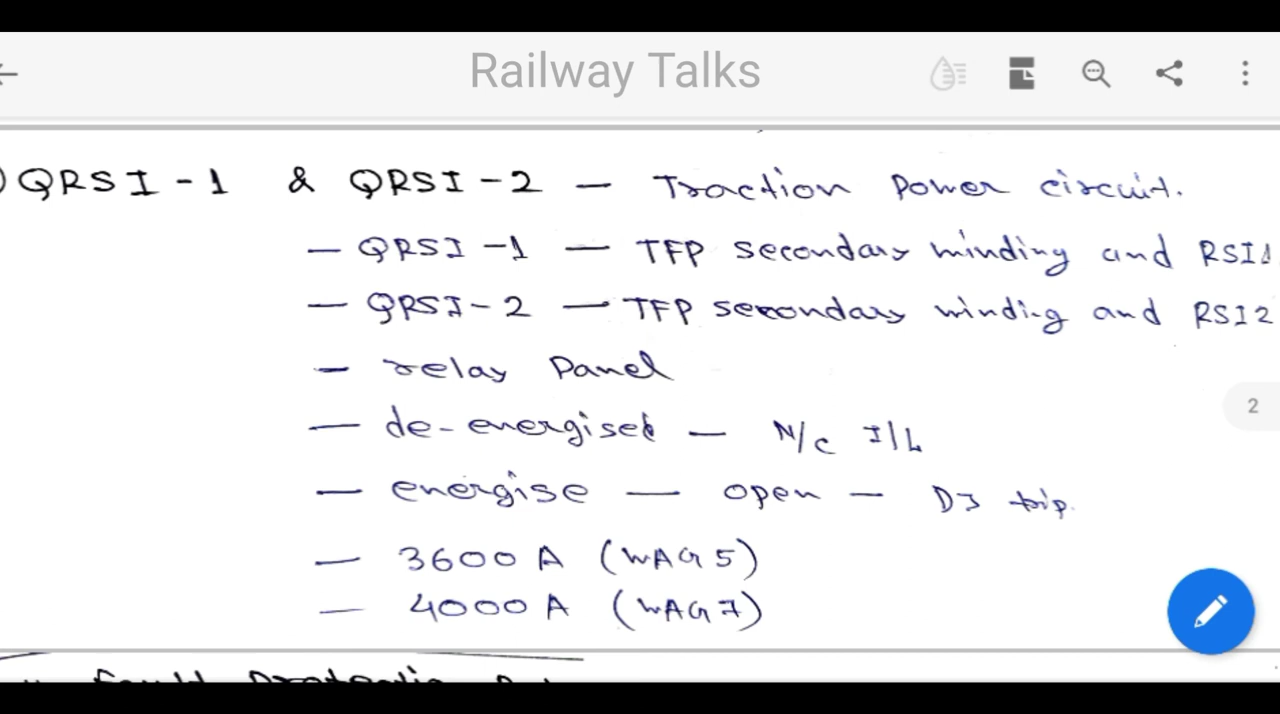 Railway Talks
) QRSI-1 & QRSI-2 — Traction Power circuit.
— QRSI-1 — TFP secondary minding and RSI1
— QRSI-2 — TFP secondary winding and RSI2
— relay Panel
2
— de-energised — N/C I/L
— energise — open — DJ trip.
— 3600 A (WAG5)
— 4000 A (WAG7)